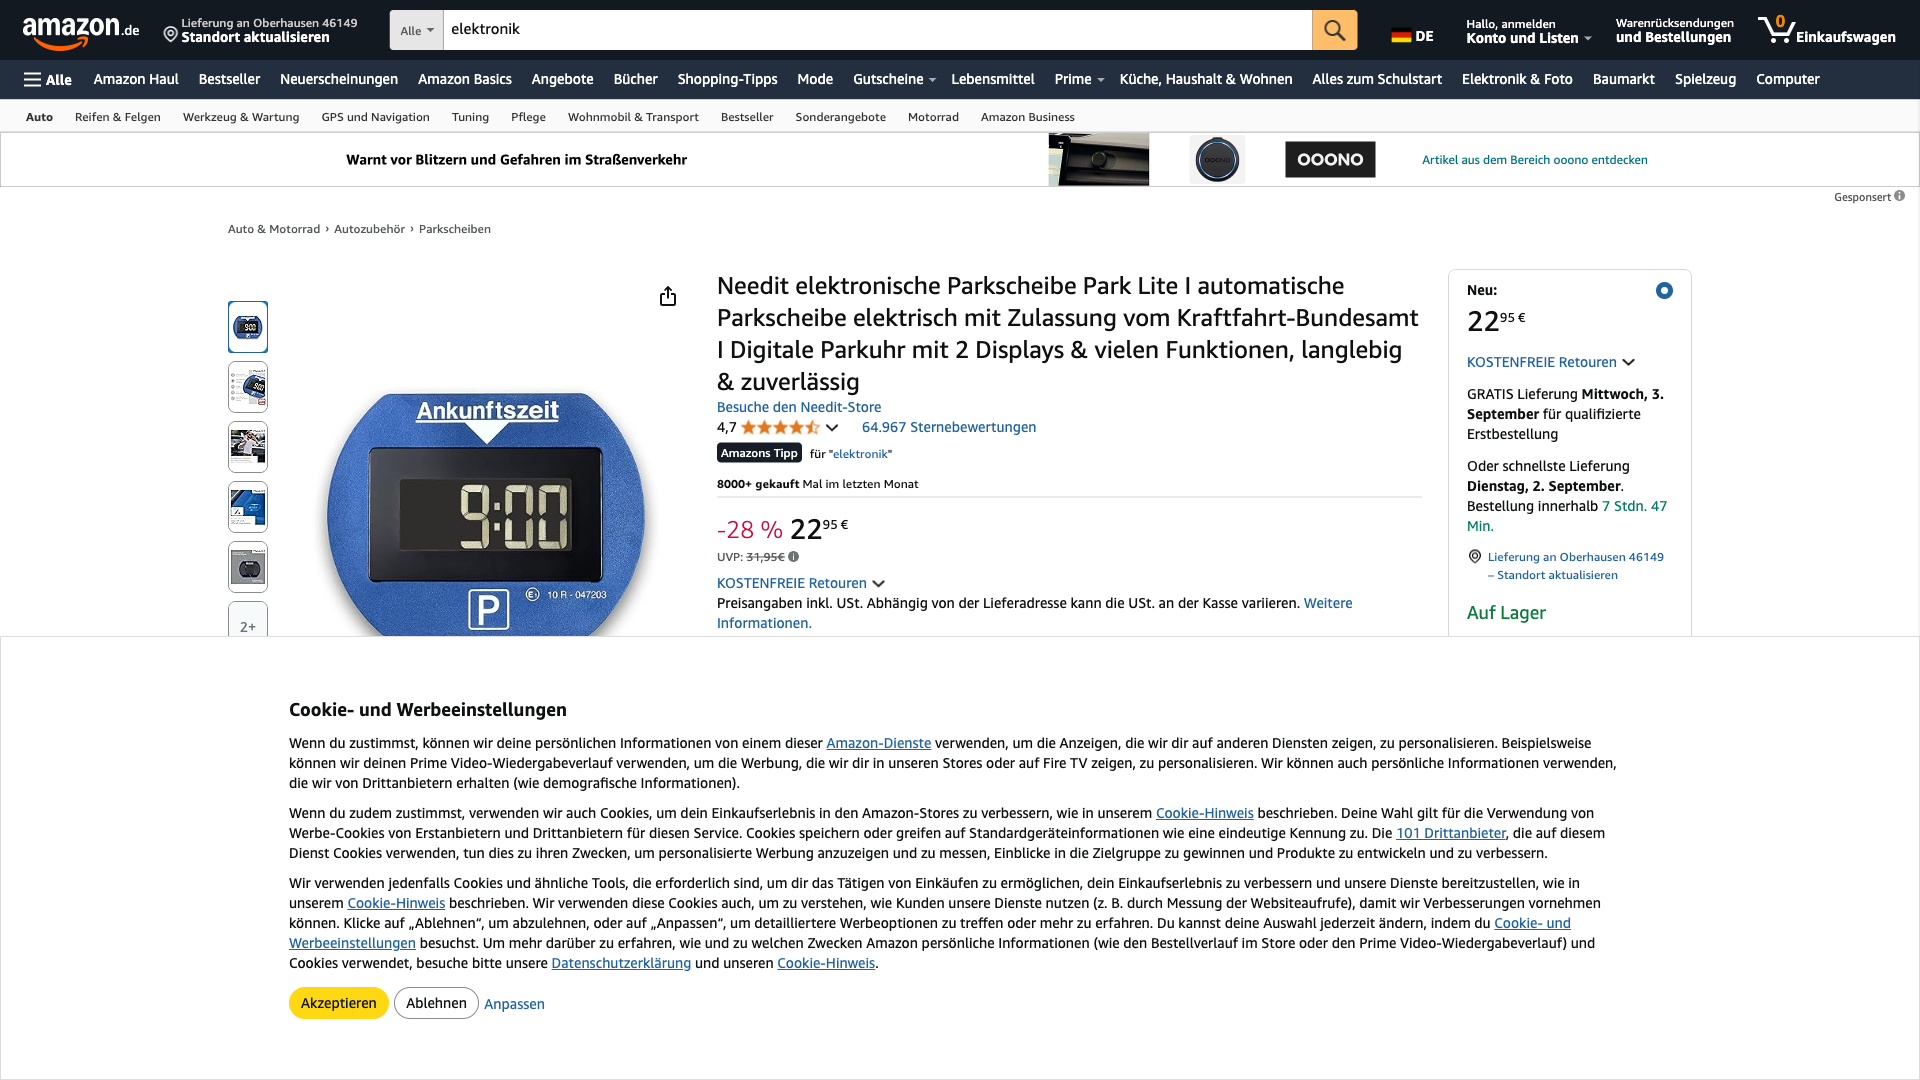 amazon.de
Lieferung an Oberhausen 46149
Standort aktualisieren
Alle
elektronik
DE
Hallo, anmelden
Konto und Listen
Warenrücksendungen
und Bestellungen
0
Einkaufswagen
Alle
Amazon Haul
Bestseller
Neuerscheinungen
Amazon Basics
Angebote
Bücher
Shopping-Tipps
Mode
Gutscheine
Lebensmittel
Prime
Küche, Haushalt & Wohnen
Alles zum Schulstart
Elektronik & Foto
Baumarkt
Spielzeug
Computer
Auto
Reifen & Felgen
Werkzeug & Wartung
GPS und Navigation
Tuning
Pflege
Wohnmobil & Transport
Bestseller
Sonderangebote
Motorrad
Amazon Business
Warnt vor Blitzern und Gefahren im Straßenverkehr
OOONO
Artikel aus dem Bereich ooono entdecken
Gesponsert
Auto & Motorrad › Autozubehör › Parkscheiben
2+
Ankunftszeit
9:00
P
E1 10 R - 047203
Needit elektronische Parkscheibe Park Lite I automatische
Parkscheibe elektrisch mit Zulassung vom Kraftfahrt-Bundesamt
I Digitale Parkuhr mit 2 Displays & vielen Funktionen, langlebig
& zuverlässig
Besuche den Needit-Store
4,7
64.967 Sternebewertungen
Amazons Tipp für "elektronik"
8000+ gekauft Mal im letzten Monat
-28 % 22 95 €
UVP: 31,95€
KOSTENFREIE Retouren
Preisangaben inkl. USt. Abhängig von der Lieferadresse kann die USt. an der Kasse variieren. Weitere
Informationen.
Neu:
22 95 €
KOSTENFREIE Retouren
GRATIS Lieferung Mittwoch, 3.
September für qualifizierte
Erstbestellung
Oder schnellste Lieferung
Dienstag, 2. September.
Bestellung innerhalb 7 Stdn. 47
Min.
Lieferung an Oberhausen 46149
– Standort aktualisieren
Auf Lager
Cookie- und Werbeeinstellungen
Wenn du zustimmst, können wir deine persönlichen Informationen von einem dieser Amazon-Dienste verwenden, um die Anzeigen, die wir dir auf anderen Diensten zeigen, zu personalisieren. Beispielsweise
können wir deinen Prime Video-Wiedergabeverlauf verwenden, um die Werbung, die wir dir in unseren Stores oder auf Fire TV zeigen, zu personalisieren. Wir können auch persönliche Informationen verwenden,
die wir von Drittanbietern erhalten (wie demografische Informationen).
Wenn du zudem zustimmst, verwenden wir auch Cookies, um dein Einkaufserlebnis in den Amazon-Stores zu verbessern, wie in unserem Cookie-Hinweis beschrieben. Deine Wahl gilt für die Verwendung von
Werbe-Cookies von Erstanbietern und Drittanbietern für diesen Service. Cookies speichern oder greifen auf Standardgeräteinformationen wie eine eindeutige Kennung zu. Die 101 Drittanbieter, die auf diesem
Dienst Cookies verwenden, tun dies zu ihren Zwecken, um personalisierte Werbung anzuzeigen und zu messen, Einblicke in die Zielgruppe zu gewinnen und Produkte zu entwickeln und zu verbessern.
Wir verwenden jedenfalls Cookies und ähnliche Tools, die erforderlich sind, um dir das Tätigen von Einkäufen zu ermöglichen, dein Einkaufserlebnis zu verbessern und unsere Dienste bereitzustellen, wie in
unserem Cookie-Hinweis beschrieben. Wir verwenden diese Cookies auch, um zu verstehen, wie Kunden unsere Dienste nutzen (z. B. durch Messung der Websiteaufrufe), damit wir Verbesserungen vornehmen
können. Klicke auf „Ablehnen“, um abzulehnen, oder auf „Anpassen“, um detailliertere Werbeoptionen zu treffen oder mehr zu erfahren. Du kannst deine Auswahl jederzeit ändern, indem du Cookie- und
Werbeeinstellungen besuchst. Um mehr darüber zu erfahren, wie und zu welchen Zwecken Amazon persönliche Informationen (wie den Bestellverlauf im Store oder den Prime Video-Wiedergabeverlauf) und
Cookies verwendet, besuche bitte unsere Datenschutzerklärung und unseren Cookie-Hinweis.
Akzeptieren
Ablehnen
Anpassen